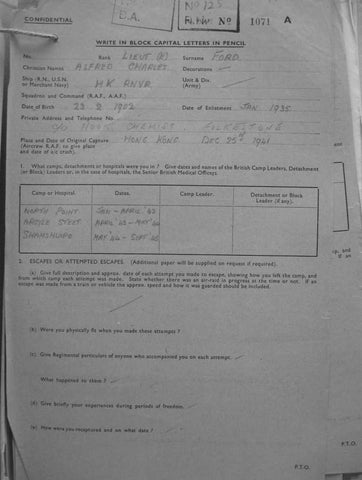 CONFIDENTIAL
D.A.
No 125
P./W. No 1071 A
WRITE IN BLOCK CAPITAL LETTERS IN PENCIL
No. Rank LIEUT (E) Surname FORD.
Christian Names ALFRED CHARLES. Decorations
Ship (R.N., U.S.N. or Merchant Navy) H K RNVR. Unit & Div. (Army)
Squadron and Command (R.A.F., A.A.F.)
Date of Birth 23 2 1902 Date of Enlistment JAN 1935.
Private Address and Telephone No.
C/O CHEMIST FOLKESTONE
Place and Date of Original Capture HONG KONG DEC 25th 1941
(Aircrew R.A.F. to give place
and date of a/c crash).
1. What camps, detachments or hospitals were you in ? Give dates and names of the British Camp Leaders, Detachment
(or Block) Leaders or, in the case of hospitals, the Senior British Medical Officers.
Camp or Hospital. Dates. Camp Leader. Detachment or Block Leader (if any).
NORTH POINT JAN - APRIL '42
ARGYLE STEET APRIL '42 - MAY '44
SHAMSHUIPO MAY '44 - SEPT '45
2. ESCAPES OR ATTEMPTED ESCAPES. (Additional paper will be supplied on request if required).
(a) Give full description and approx. date of each attempt you made to escape, showing how you left the camp, and
from which camp each attempt was made. State whether there was an air-raid in progress at the time or not. If an
escape was made from a train or vehicle the approx. speed and how it was guarded should be included.
(b) Were you physically fit when you made these attempts ?
(c) Give Regimental particulars of anyone who accompanied you on each attempt.
What happened to them ?
(d) Give briefly your experiences during periods of freedom.
(e) How were you recaptured and on what date ?
P.T.O.
and
If an
P.T.O.